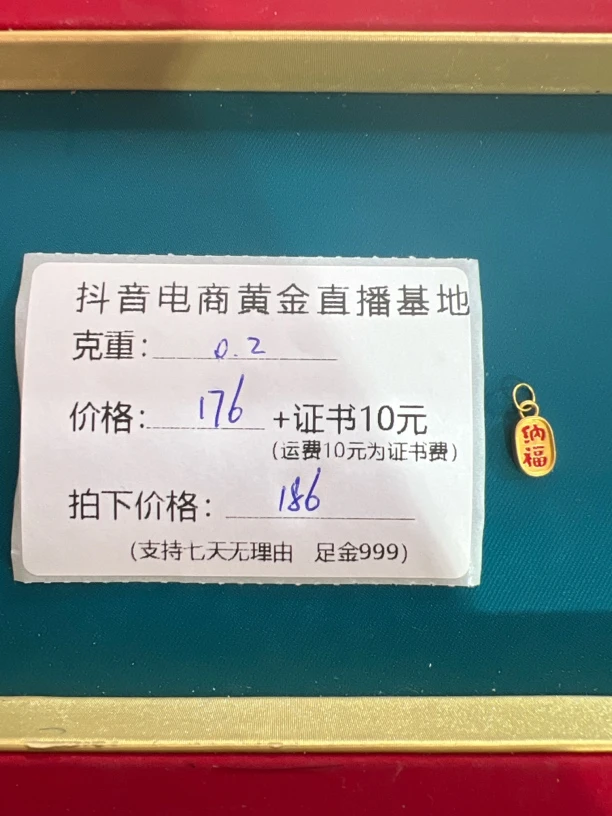 抖音电商黄金直播基地
克重: 0.2
价格: 176 +证书10元
(运费10元为证书费)
拍下价格: 186
(支持七天无理由 足金999)
纳福